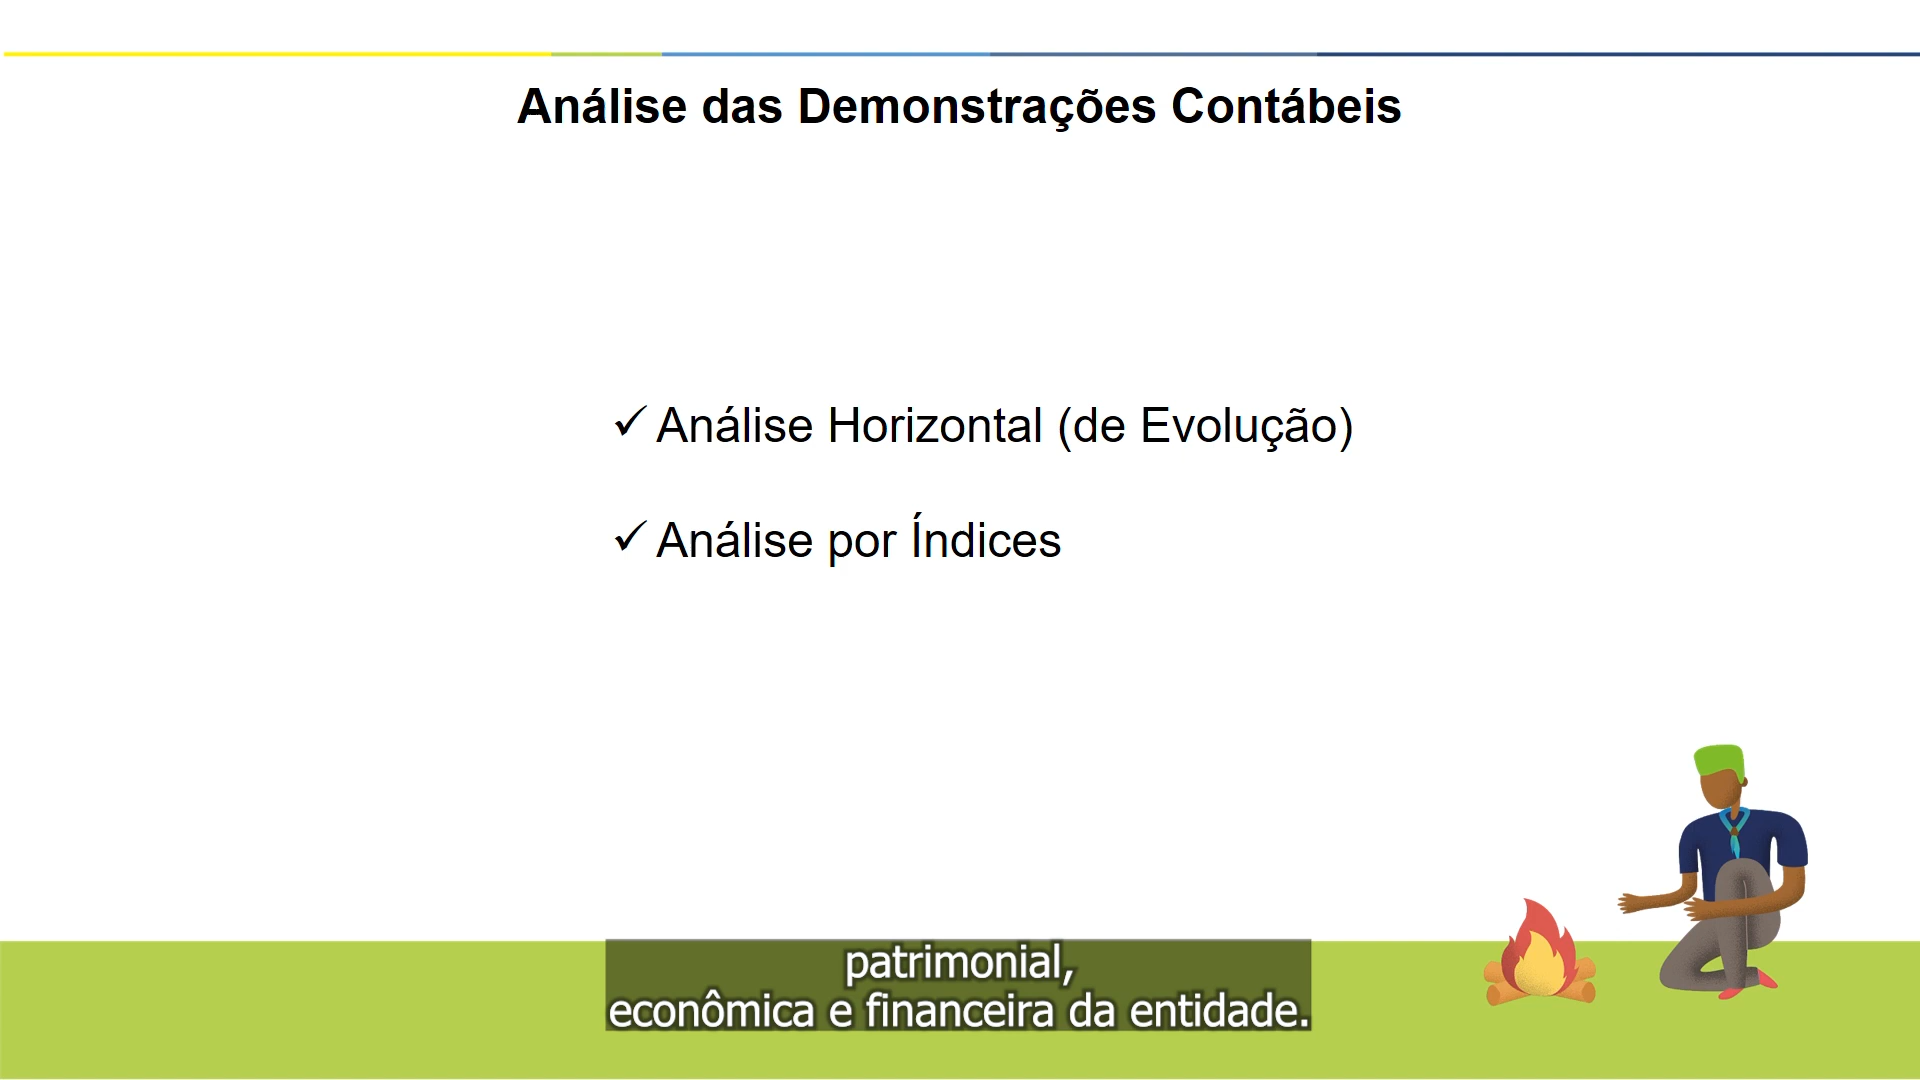 Análise das Demonstrações Contábeis
✓ Análise Horizontal (de Evolução)
✓ Análise por Índices
patrimonial,
econômica e financeira da entidade.